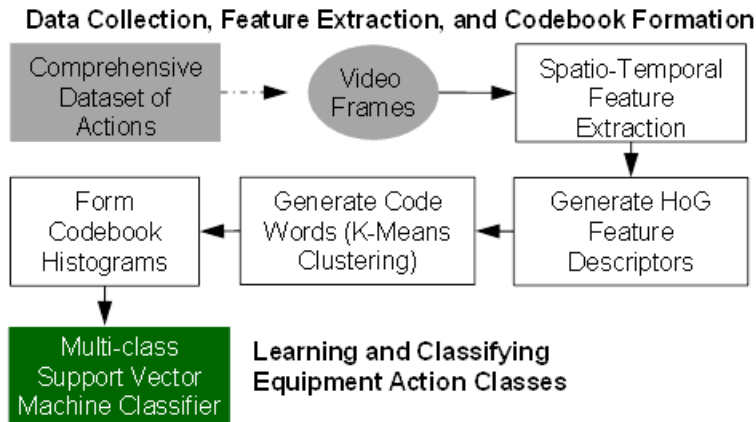 Data Collection, Feature Extraction, and Codebook Formation
Comprehensive
Dataset of
Actions
Video
Frames
Spatio-Temporal
Feature
Extraction
Form
Codebook
Histograms
Generate Code
Words (K-Means
Clustering)
Generate HoG
Feature
Descriptors
Multi-class
Support Vector
Machine Classifier
Learning and Classifying
Equipment Action Classes